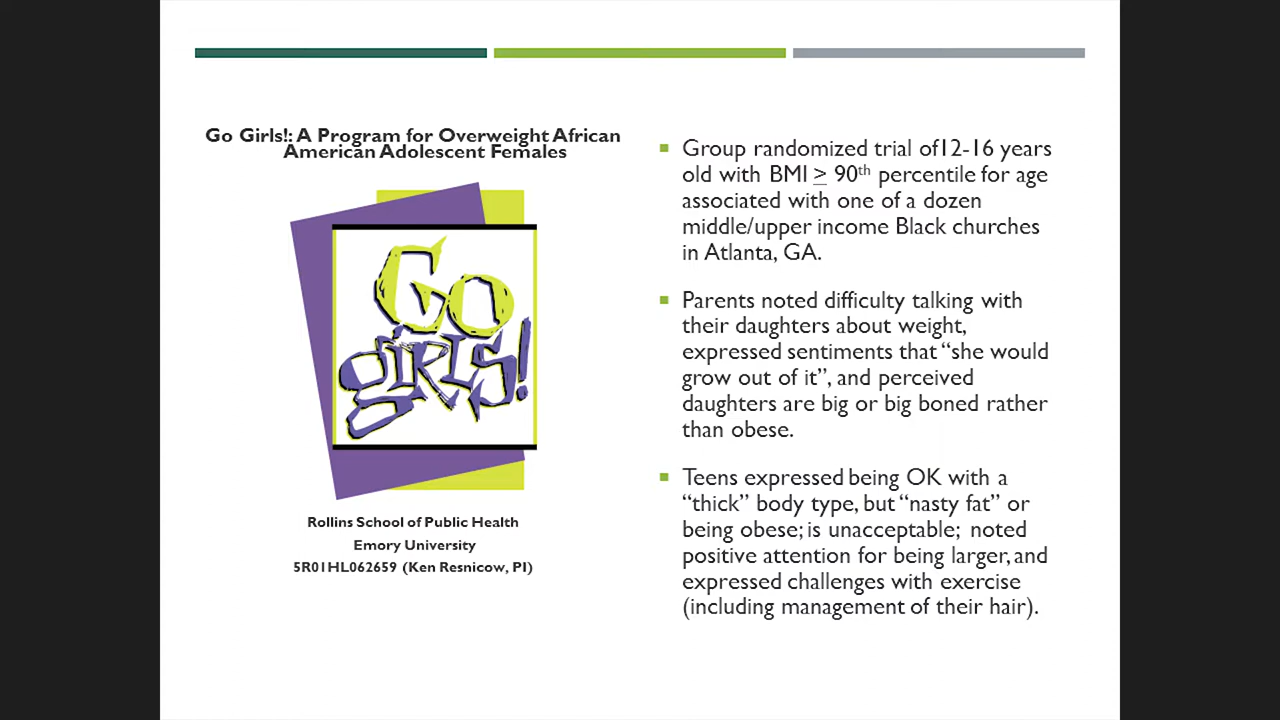 Go Girls!: A Program for Overweight African
American Adolescent Females
Go
girls!
Rollins School of Public Health
Emory University
5R01HL062659 (Ken Resnicow, PI)
Group randomized trial of12-16 years
old with BMI ≥ 90th percentile for age
associated with one of a dozen
middle/upper income Black churches
in Atlanta, GA.
Parents noted difficulty talking with
their daughters about weight,
expressed sentiments that “she would
grow out of it”, and perceived
daughters are big or big boned rather
than obese.
Teens expressed being OK with a
“thick” body type, but “nasty fat” or
being obese; is unacceptable; noted
positive attention for being larger, and
expressed challenges with exercise
(including management of their hair).